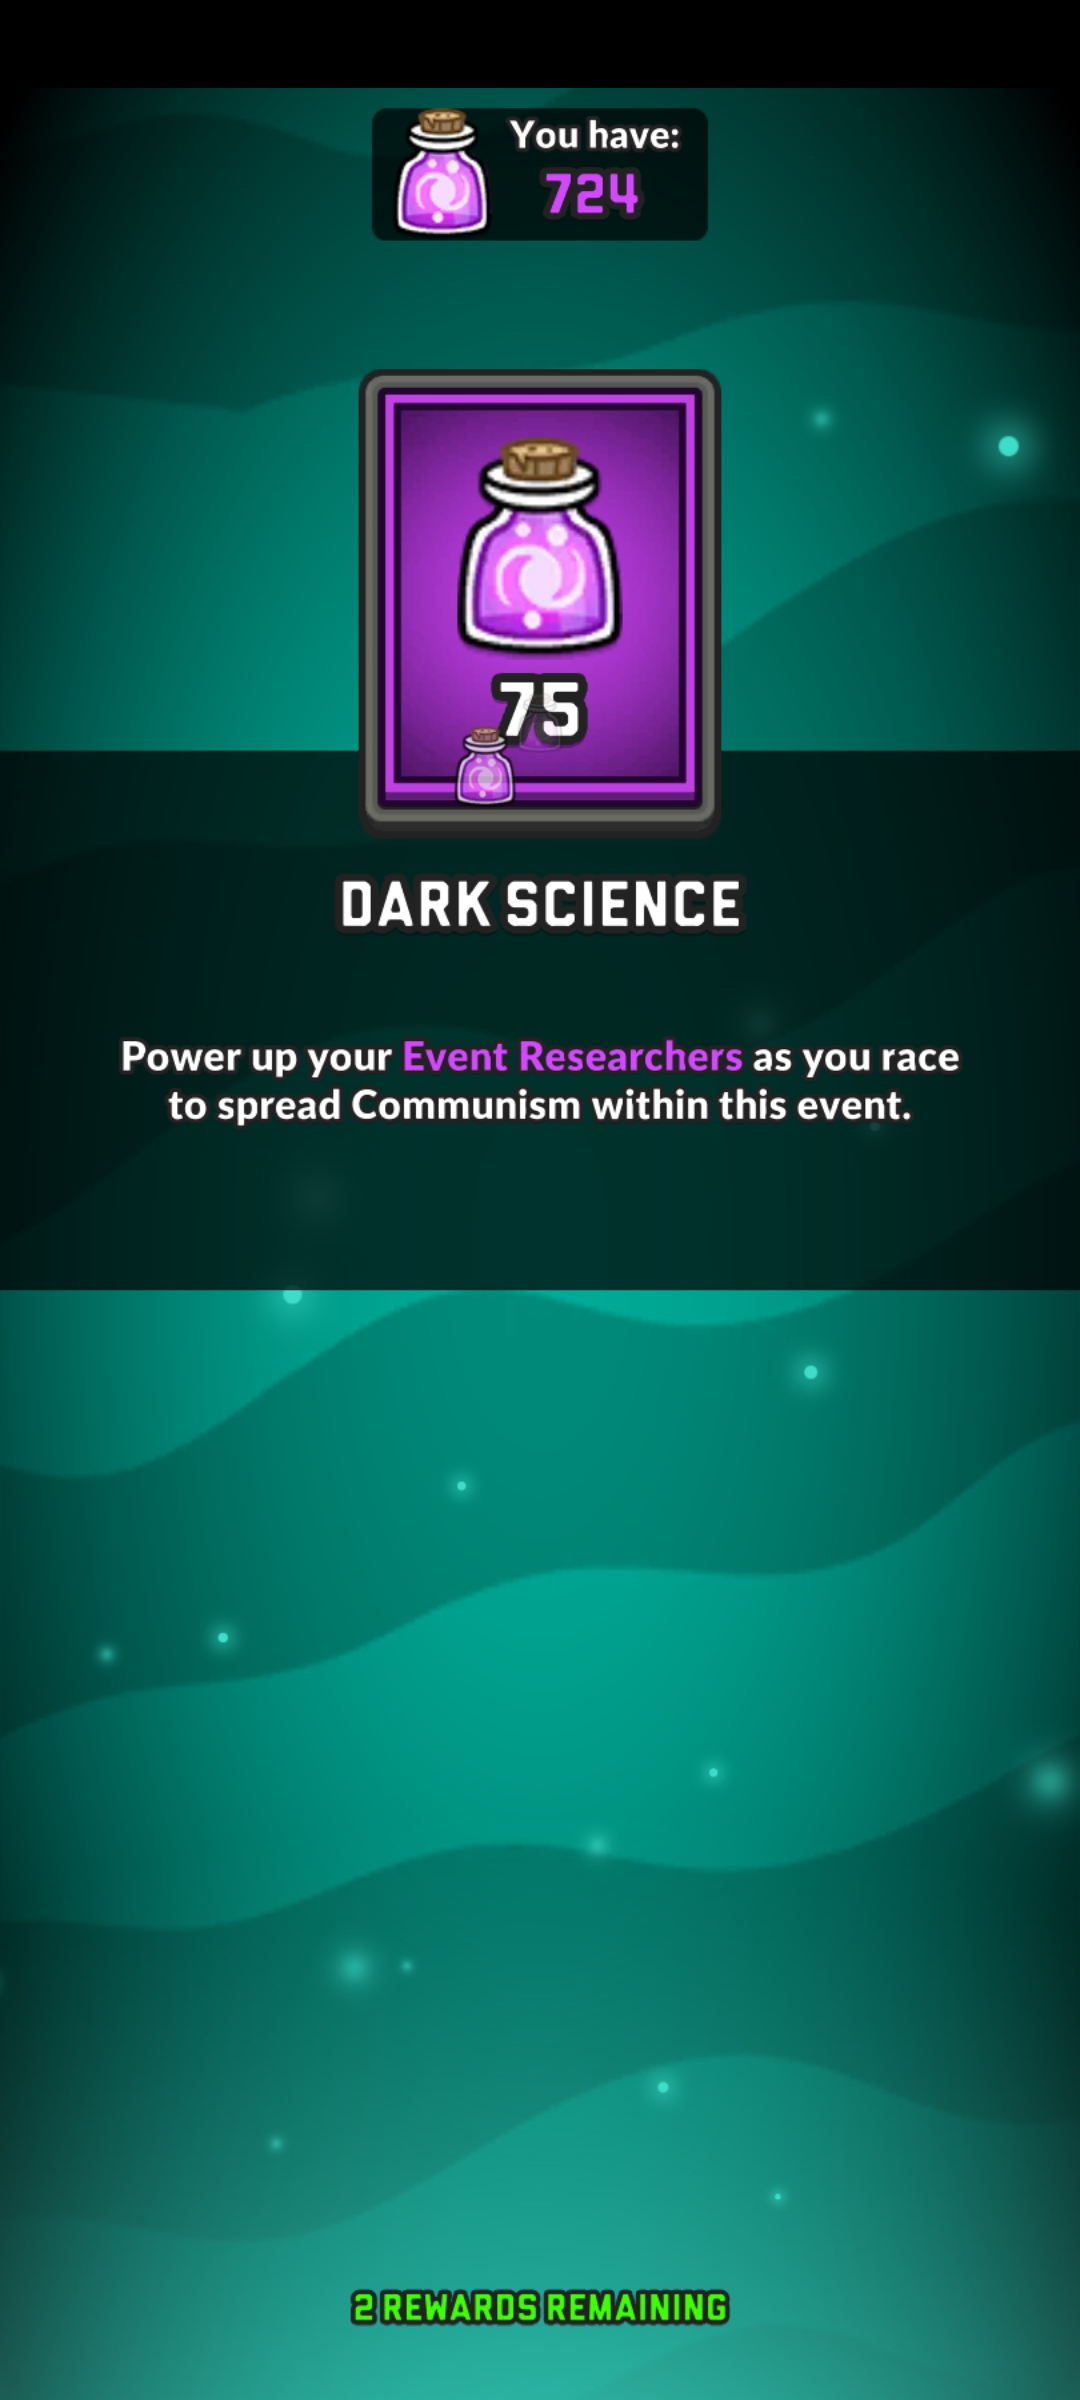 You have:
724
75
DARK SCIENCE
Power up your Event Researchers as you race
to spread Communism within this event.
2 REWARDS REMAINING